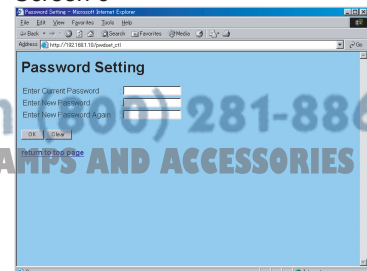 Password Setting - Microsoft Internet Explorer
File Edit View Favorites Tools Help
Back Search Favorites Media
Address http://192.168.1.10/pwdset_ctl Go
Password Setting
Enter Current Password :
Enter New Password :
Enter New Password Again :
(800) 281-886
OK Clear
AMPS AND ACCESSORIES
return to top page